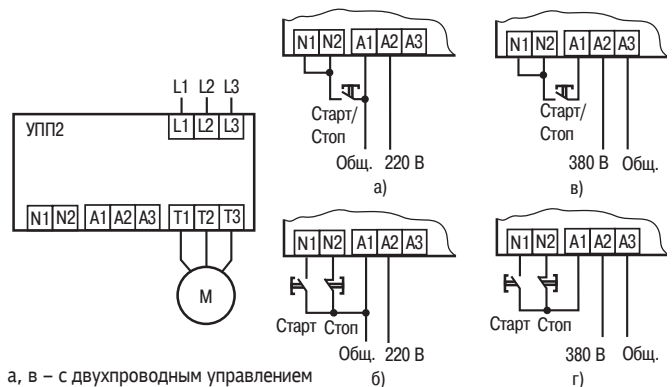 L1 L2 L3
УПП2
L1 L2 L3
N1 N2 A1 A2 A3 T1 T2 T3
M
N1 N2 A1 A2 A3
Старт/
Стоп
Общ. 220 В
а)
N1 N2 A1 A2 A3
Старт/
Стоп
380 В Общ.
в)
N1 N2 A1 A2 A3
Старт Стоп
Общ. 220 В
б)
N1 N2 A1 A2 A3
Старт Стоп
380 В Общ.
г)
а, в – с двухпроводным управлением